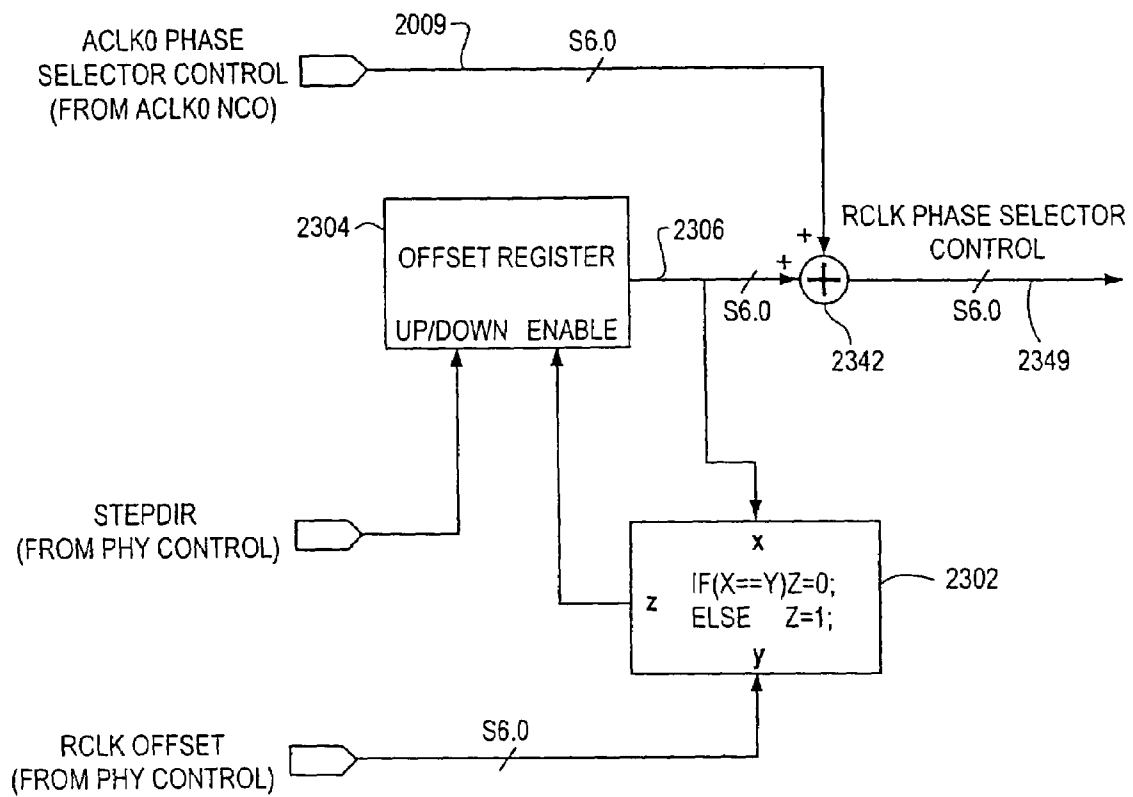 ACLK0 PHASE
SELECTOR CONTROL
(FROM ACLK0 NCO)
2009
S6.0
2304
OFFSET REGISTER
UP/DOWN ENABLE
2306
+
+
S6.0
RCLK PHASE SELECTOR
CONTROL
S6.0
2342
2349
STEPDIR
(FROM PHY CONTROL)
x
IF(X==Y)Z=0;
z
ELSE Z=1;
y
2302
RCLK OFFSET
(FROM PHY CONTROL)
S6.0